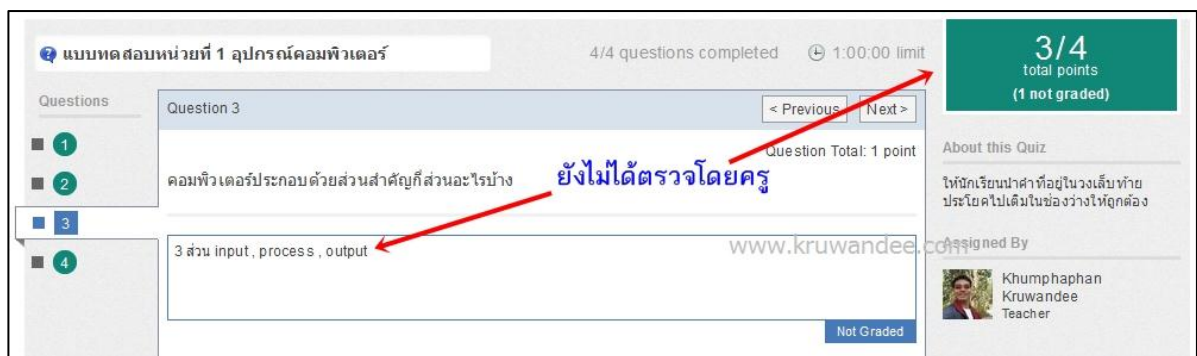 แบบทดสอบหน่วยที่ 1 อุปกรณ์คอมพิวเตอร์
4/4 questions completed
1:00:00 limit
3/4
total points
(1 not graded)
Questions
1
2
3
4
Question 3
< Previous
Next >
Question Total: 1 point
คอมพิวเตอร์ประกอบด้วยส่วนสำคัญกี่ส่วนอะไรบ้าง
ยังไม่ได้ตรวจโดยครู
3 ส่วน input , process , output
www.kruwandee.com
Not Graded
About this Quiz
ให้นักเรียนนำคำที่อยู่ในวงเล็บท้าย
ประโยคไปเติมในช่องว่างให้ถูกต้อง
Assigned By
Khumphaphan
Kruwandee
Teacher